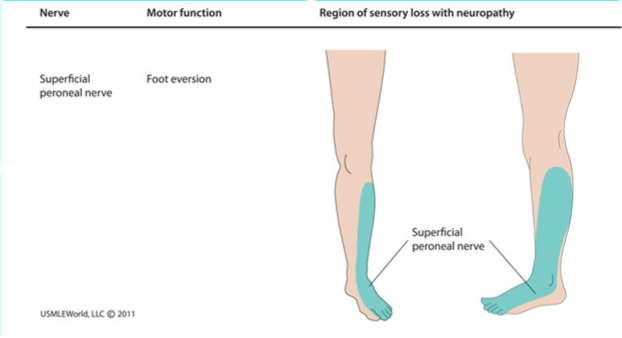 Nerve
Motor function
Region of sensory loss with neuropathy
Superficial
peroneal nerve
Foot eversion
Superficial
peroneal nerve
USMLEWorld, LLC © 2011